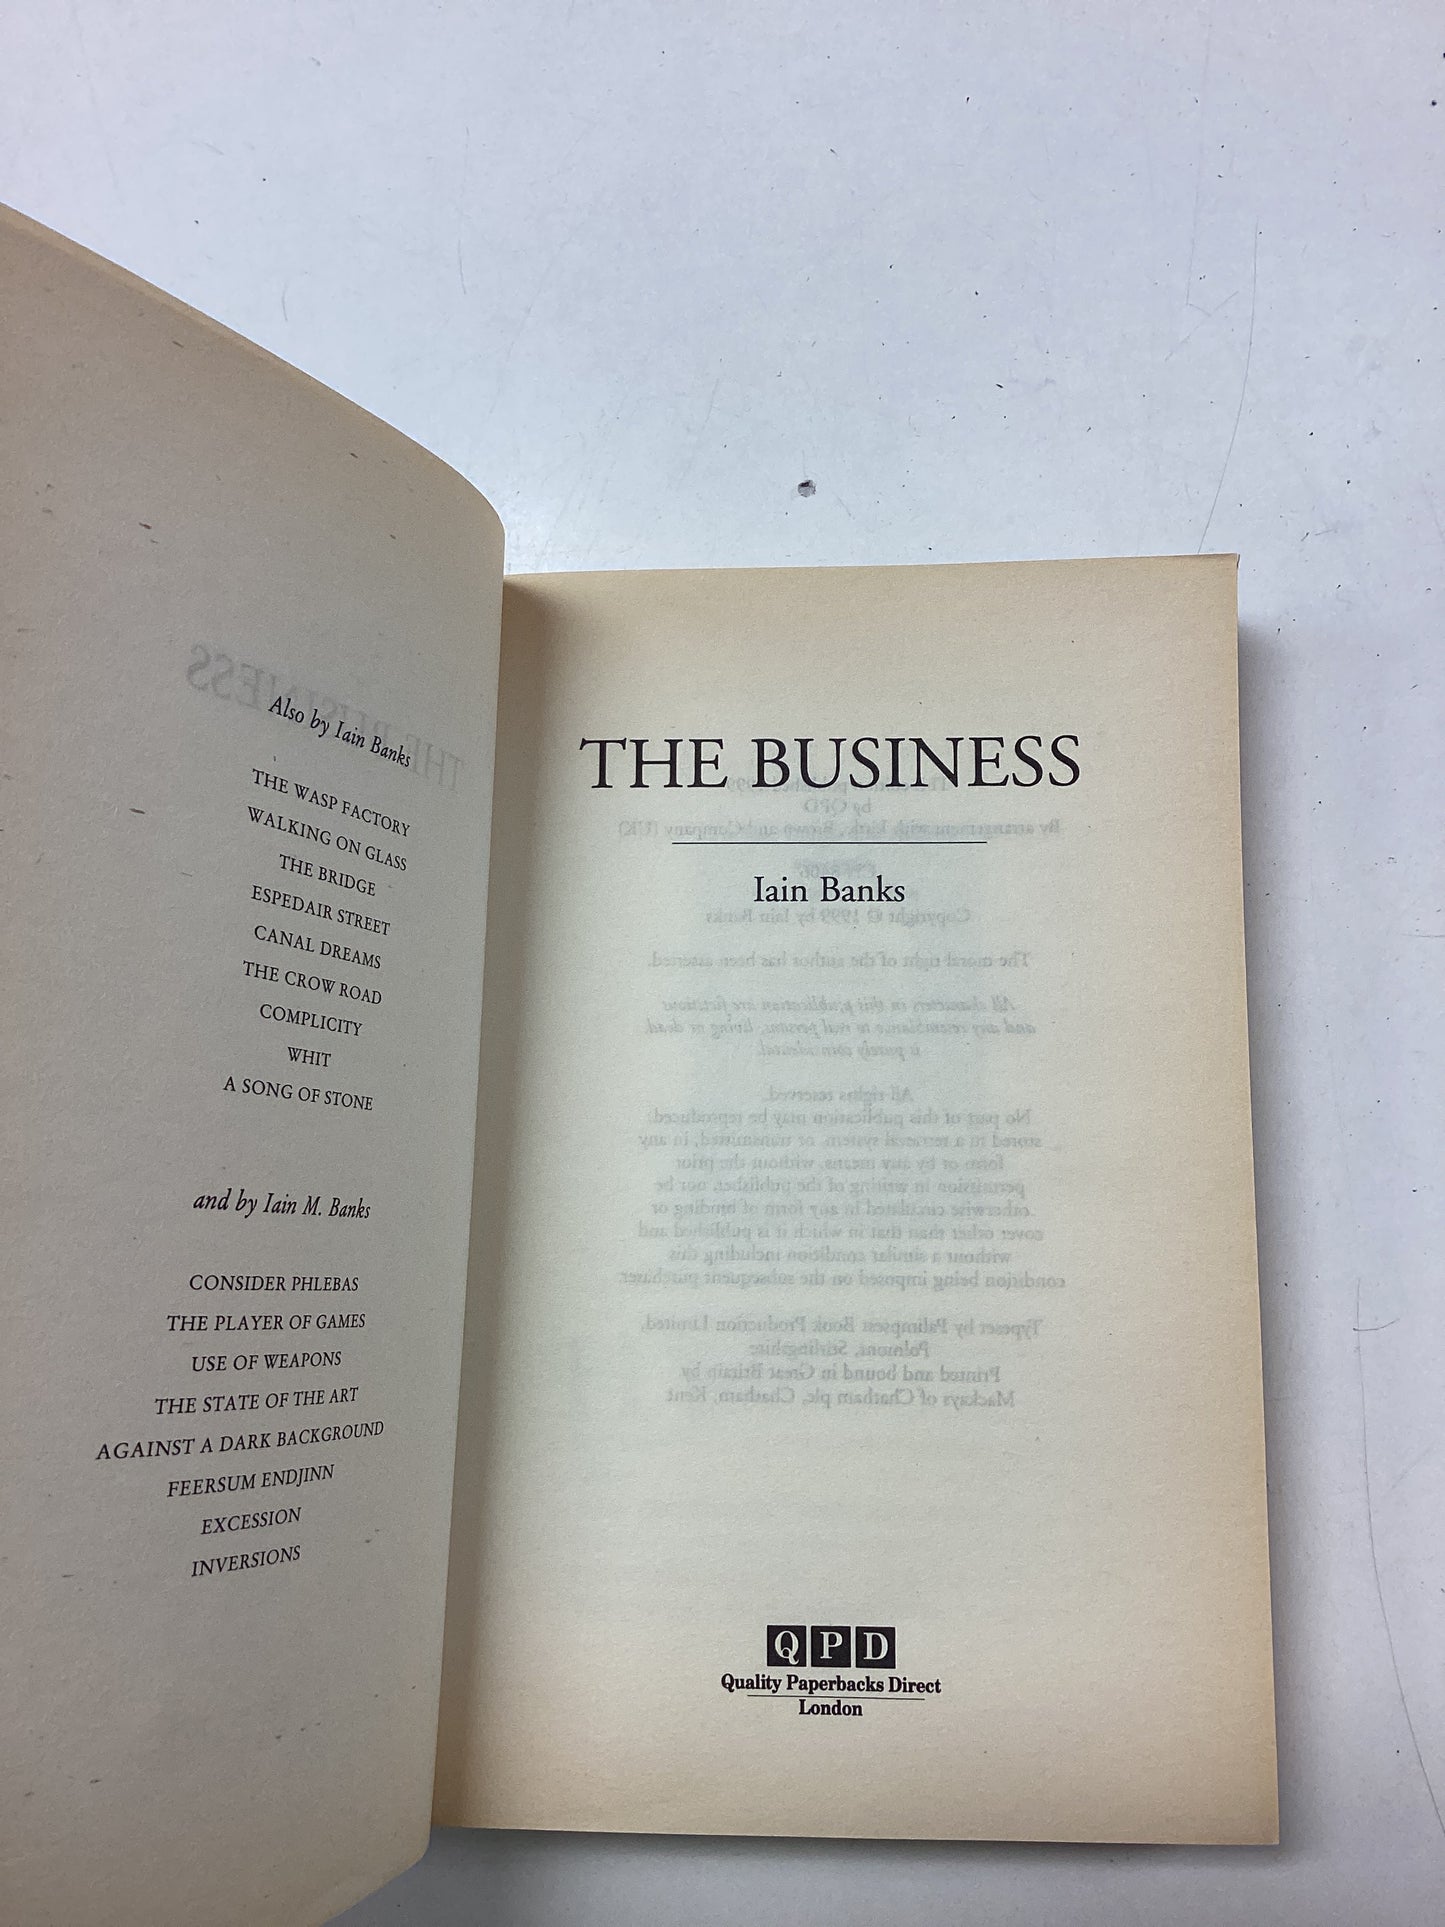 Also by Iain Banks
THE WASP FACTORY
WALKING ON GLASS
THE BRIDGE
ESPEDAIR STREET
CANAL DREAMS
THE CROW ROAD
COMPLICITY
WHIT
A SONG OF STONE
and by Iain M. Banks
CONSIDER PHLEBAS
THE PLAYER OF GAMES
USE OF WEAPONS
THE STATE OF THE ART
AGAINST A DARK BACKGROUND
FEERSUM ENDJINN
EXCESSION
INVERSIONS
THE BUSINESS
Iain Banks
QPD
Quality Paperbacks Direct
London